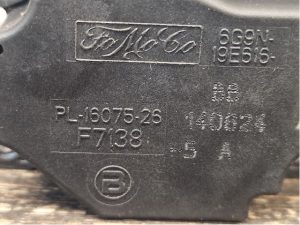 FoMoCo
6G9N-
19E616-
BB
PL-16075-26
140624
F7138
5 A
B